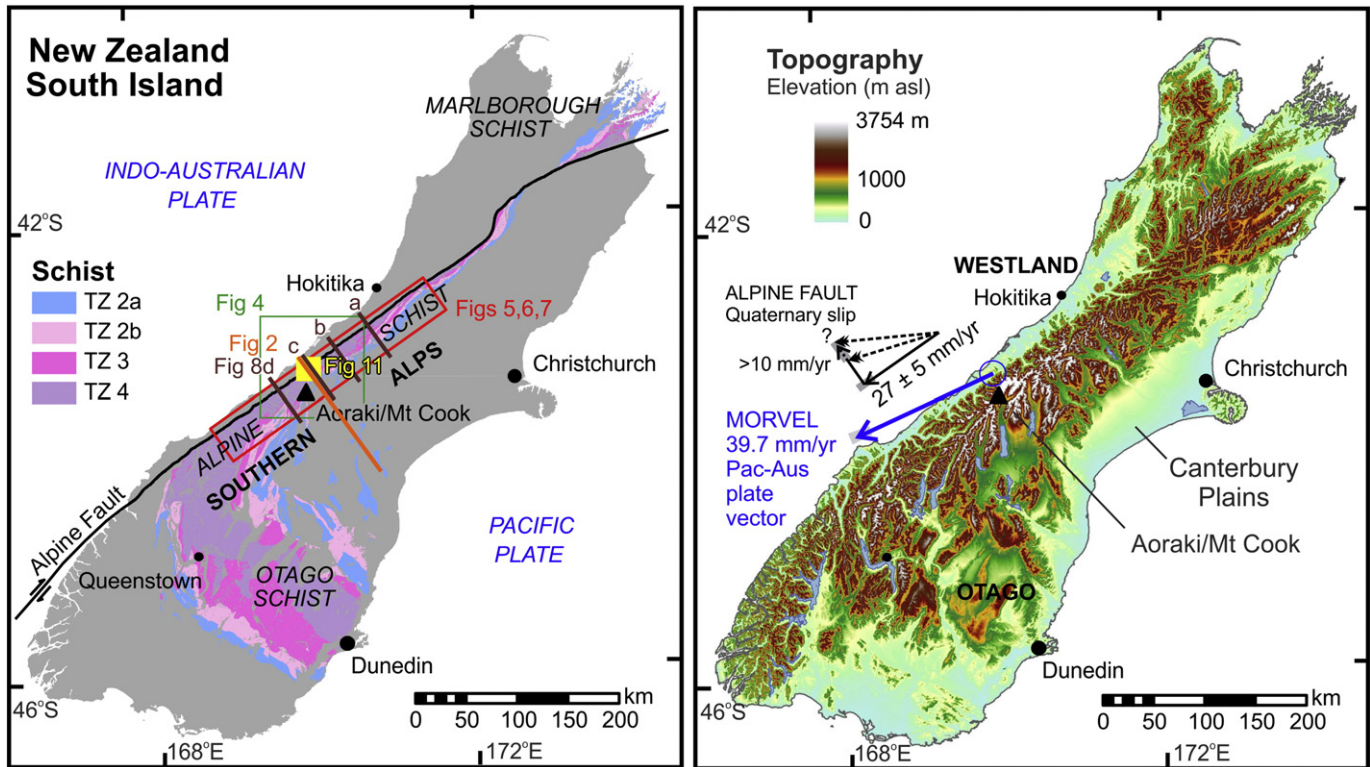 New Zealand
South Island
MARLBOROUGH
SCHIST
INDO-AUSTRALIAN
PLATE
42°S
Schist
TZ 2a
TZ 2b
TZ 3
TZ 4
Hokitika
Fig 4
a
Figs 5,6,7
b
SCHIST
Fig 2
c
Fig 8d
Fig 11
ALPS
Christchurch
Aoraki/Mt Cook
ALPINE
SOUTHERN
Alpine Fault
PACIFIC
PLATE
Queenstown
OTAGO
SCHIST
Dunedin
46°S
km
0 50 100 150 200
168°E
172°E
Topography
Elevation (m asl)
3754 m
1000
0
42°S
WESTLAND
Hokitika
ALPINE FAULT
Quaternary slip
?
>10 mm/yr
27 ± 5 mm/yr
Christchurch
MORVEL
39.7 mm/yr
Pac-Aus
plate
vector
Canterbury
Plains
Aoraki/Mt Cook
OTAGO
Dunedin
46°S
km
0 50 100 150 200
168°E
172°E